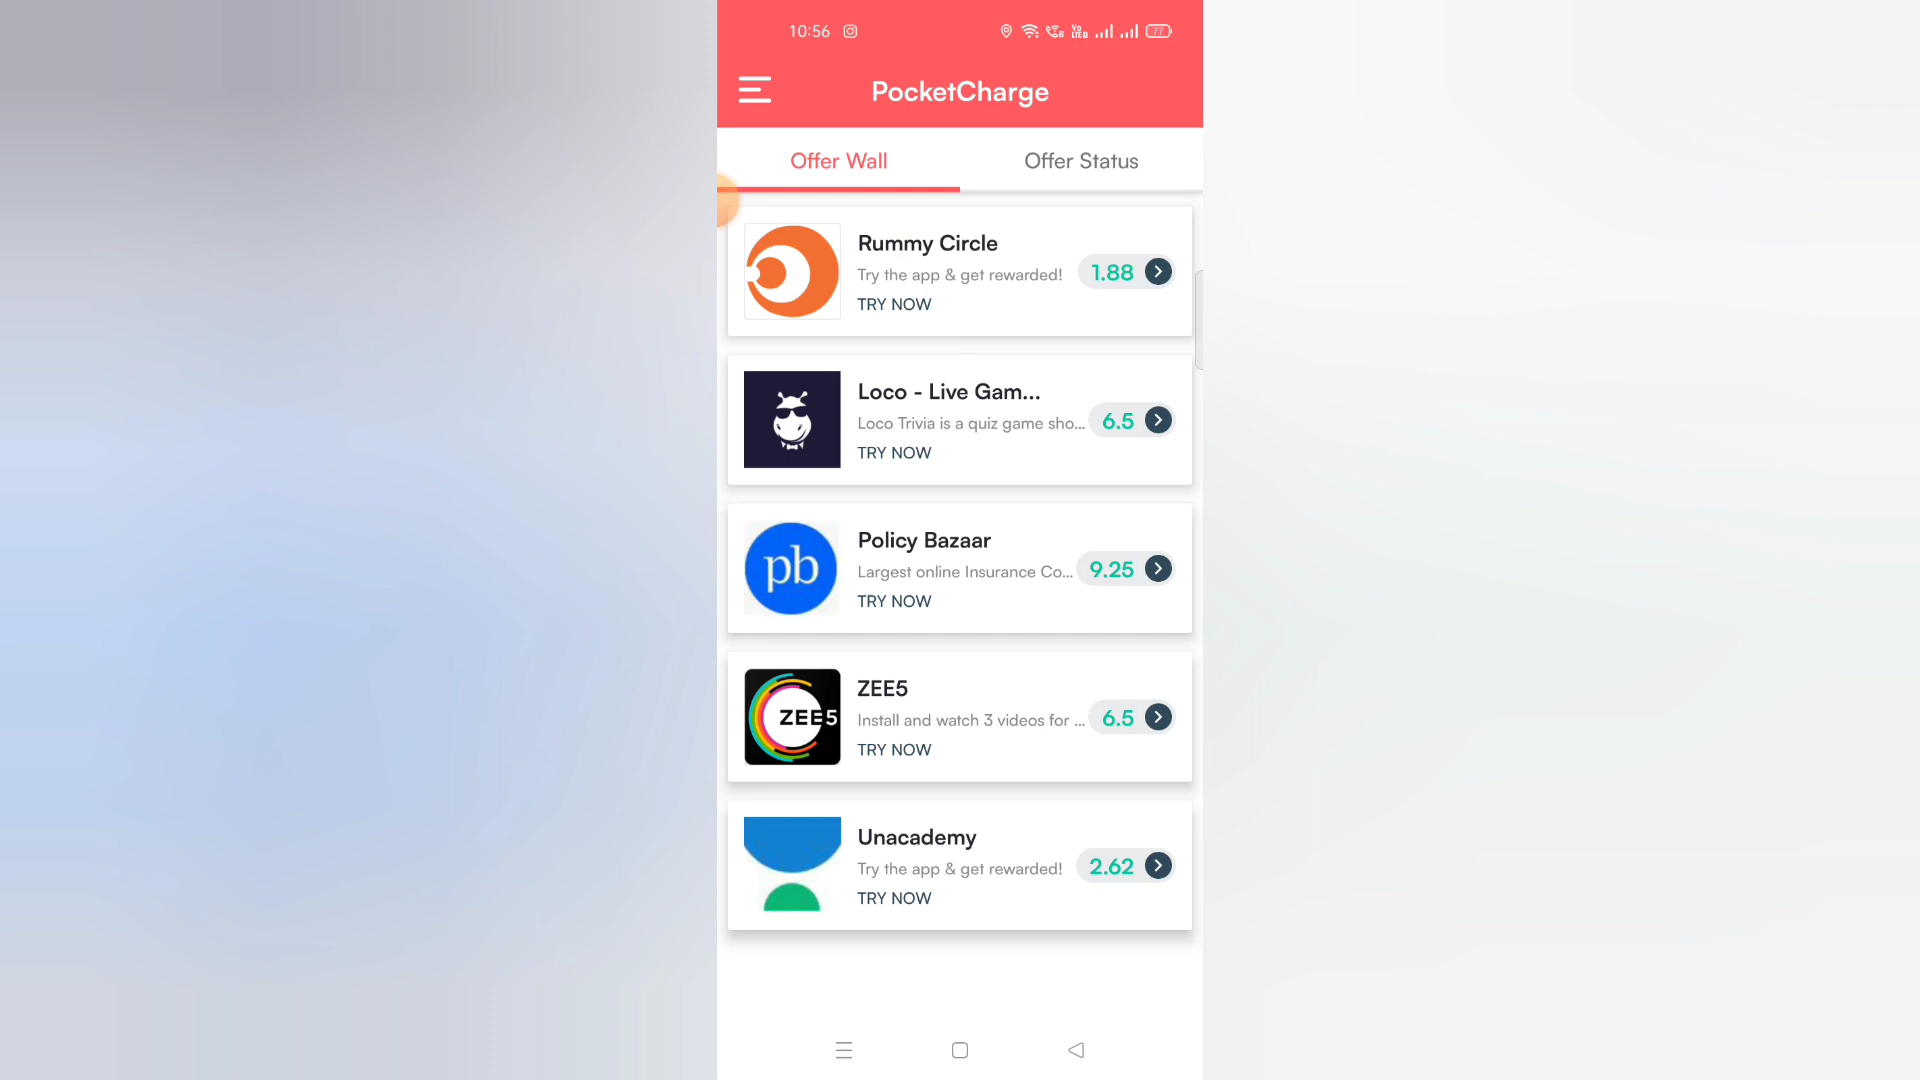 10:56
77
PocketCharge
Offer Wall
Offer Status
Rummy Circle
Try the app & get rewarded!
1.88
TRY NOW
Loco - Live Gam...
Loco Trivia is a quiz game sho...
6.5
TRY NOW
pb
Policy Bazaar
Largest online Insurance Co...
9.25
TRY NOW
ZEE5
ZEE5
Install and watch 3 videos for ...
6.5
TRY NOW
Unacademy
Try the app & get rewarded!
2.62
TRY NOW